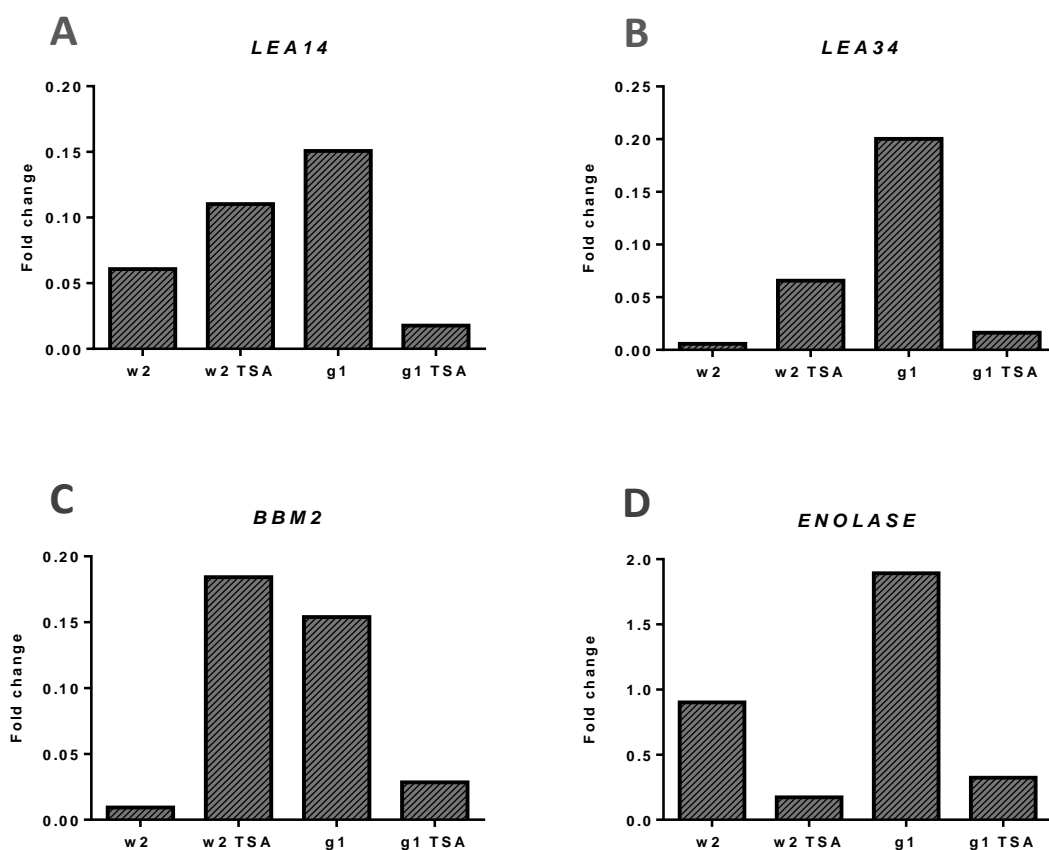 A
LEA14
Fold change
0.20
0.15
0.10
0.05
0.00
w2
w2 TSA
g1
g1 TSA
B
LEA34
Fold change
0.25
0.20
0.15
0.10
0.05
0.00
w2
w2 TSA
g1
g1 TSA
C
BBM2
Fold change
0.20
0.15
0.10
0.05
0.00
w2
w2 TSA
g1
g1 TSA
D
ENOLASE
Fold change
2.0
1.5
1.0
0.5
0.0
w2
w2 TSA
g1
g1 TSA